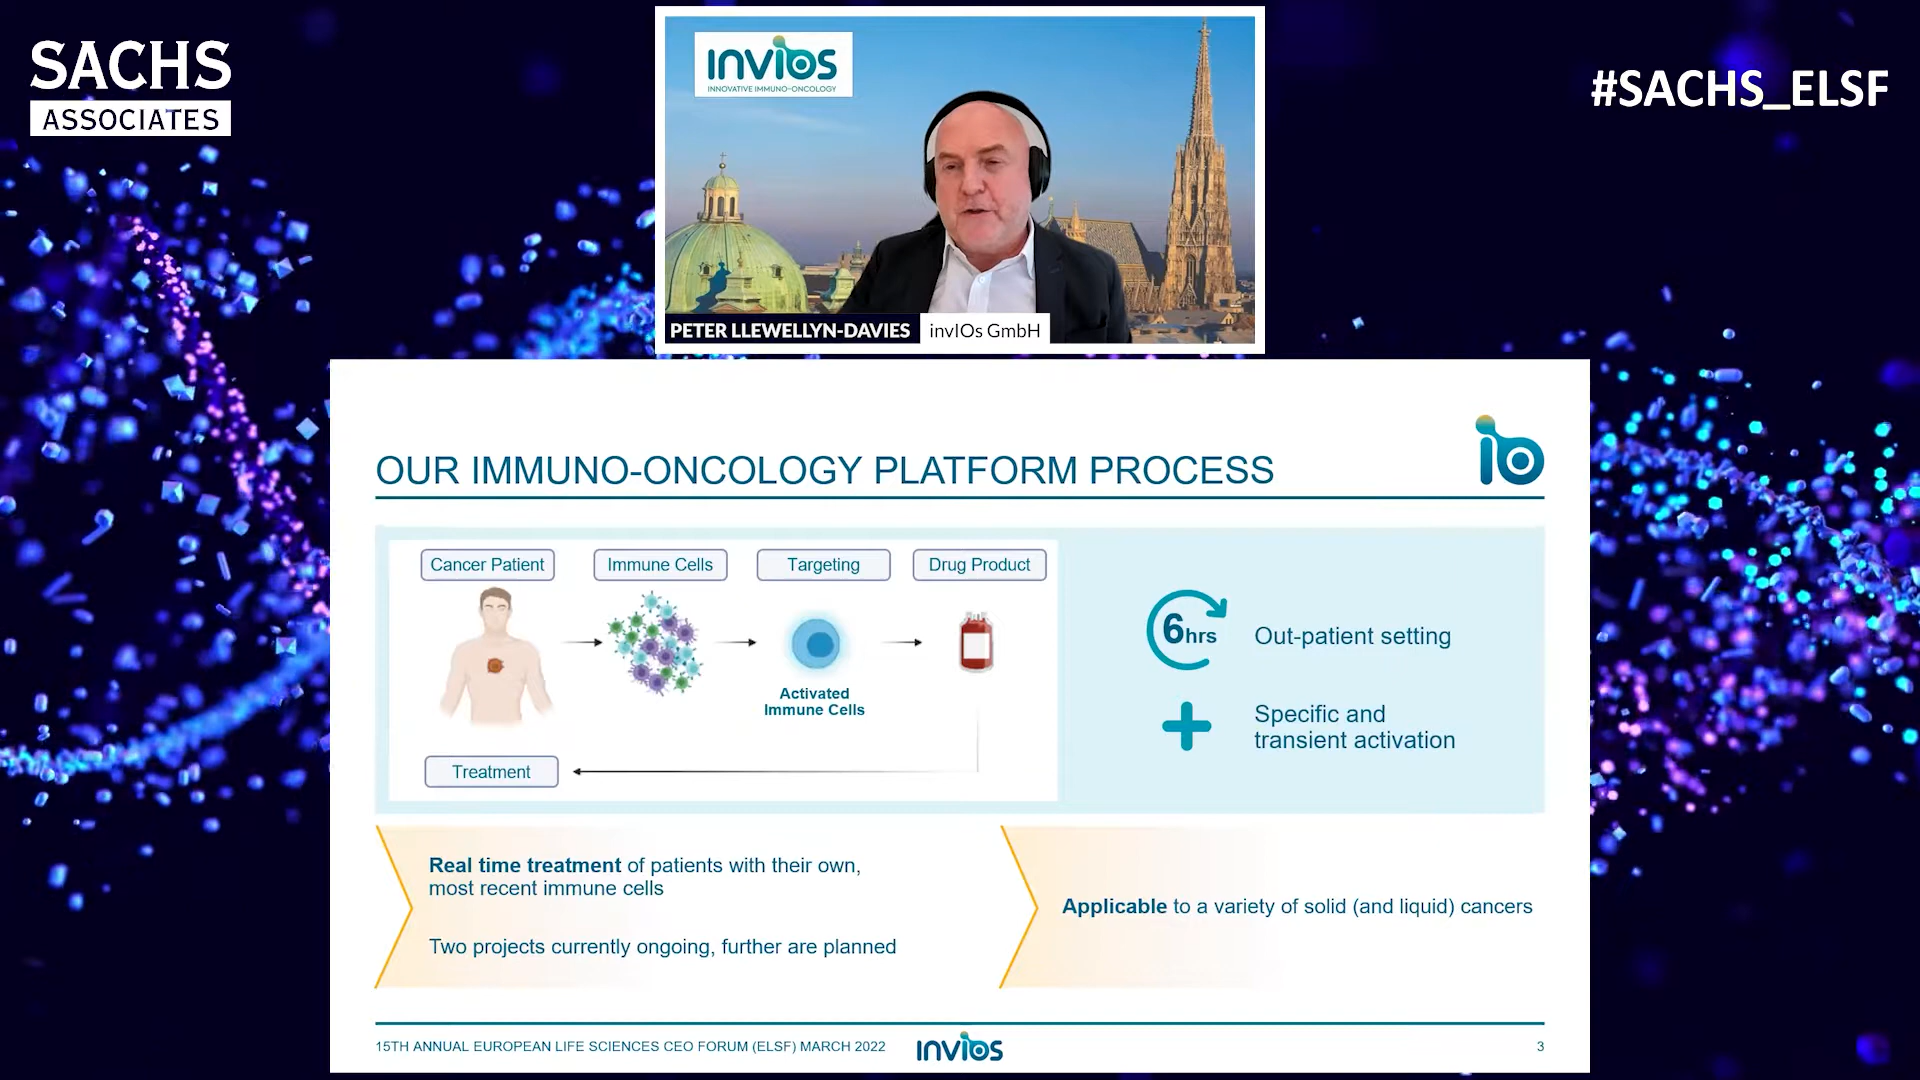 SACHS
ASSOCIATES
#SACHS_ELSF
INVIOS
INNOVATIVE IMMUNO-ONCOLOGY
PETER LLEWELLYN-DAVIES
invIOs GmbH
OUR IMMUNO-ONCOLOGY PLATFORM PROCESS
io
Cancer Patient
Immune Cells
Targeting
Drug Product
Activated
Immune Cells
Treatment
6hrs
Out-patient setting
Specific and
transient activation
Real time treatment of patients with their own,
most recent immune cells
Two projects currently ongoing, further are planned
Applicable to a variety of solid (and liquid) cancers
15TH ANNUAL EUROPEAN LIFE SCIENCES CEO FORUM (ELSF) MARCH 2022
INVIOS
3